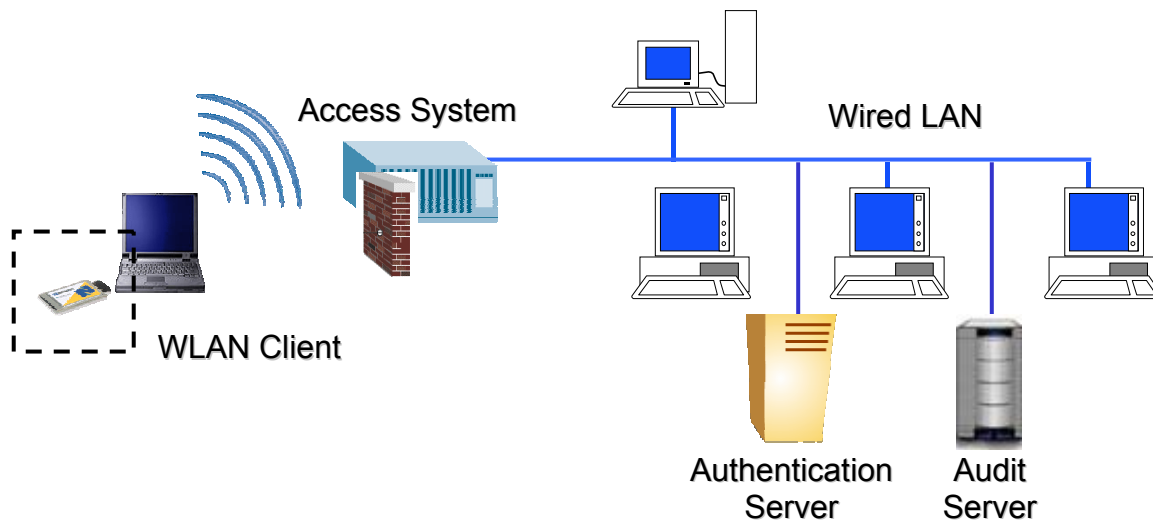 Access System
Wired LAN
WLAN Client
Authentication
Server
Audit
Server